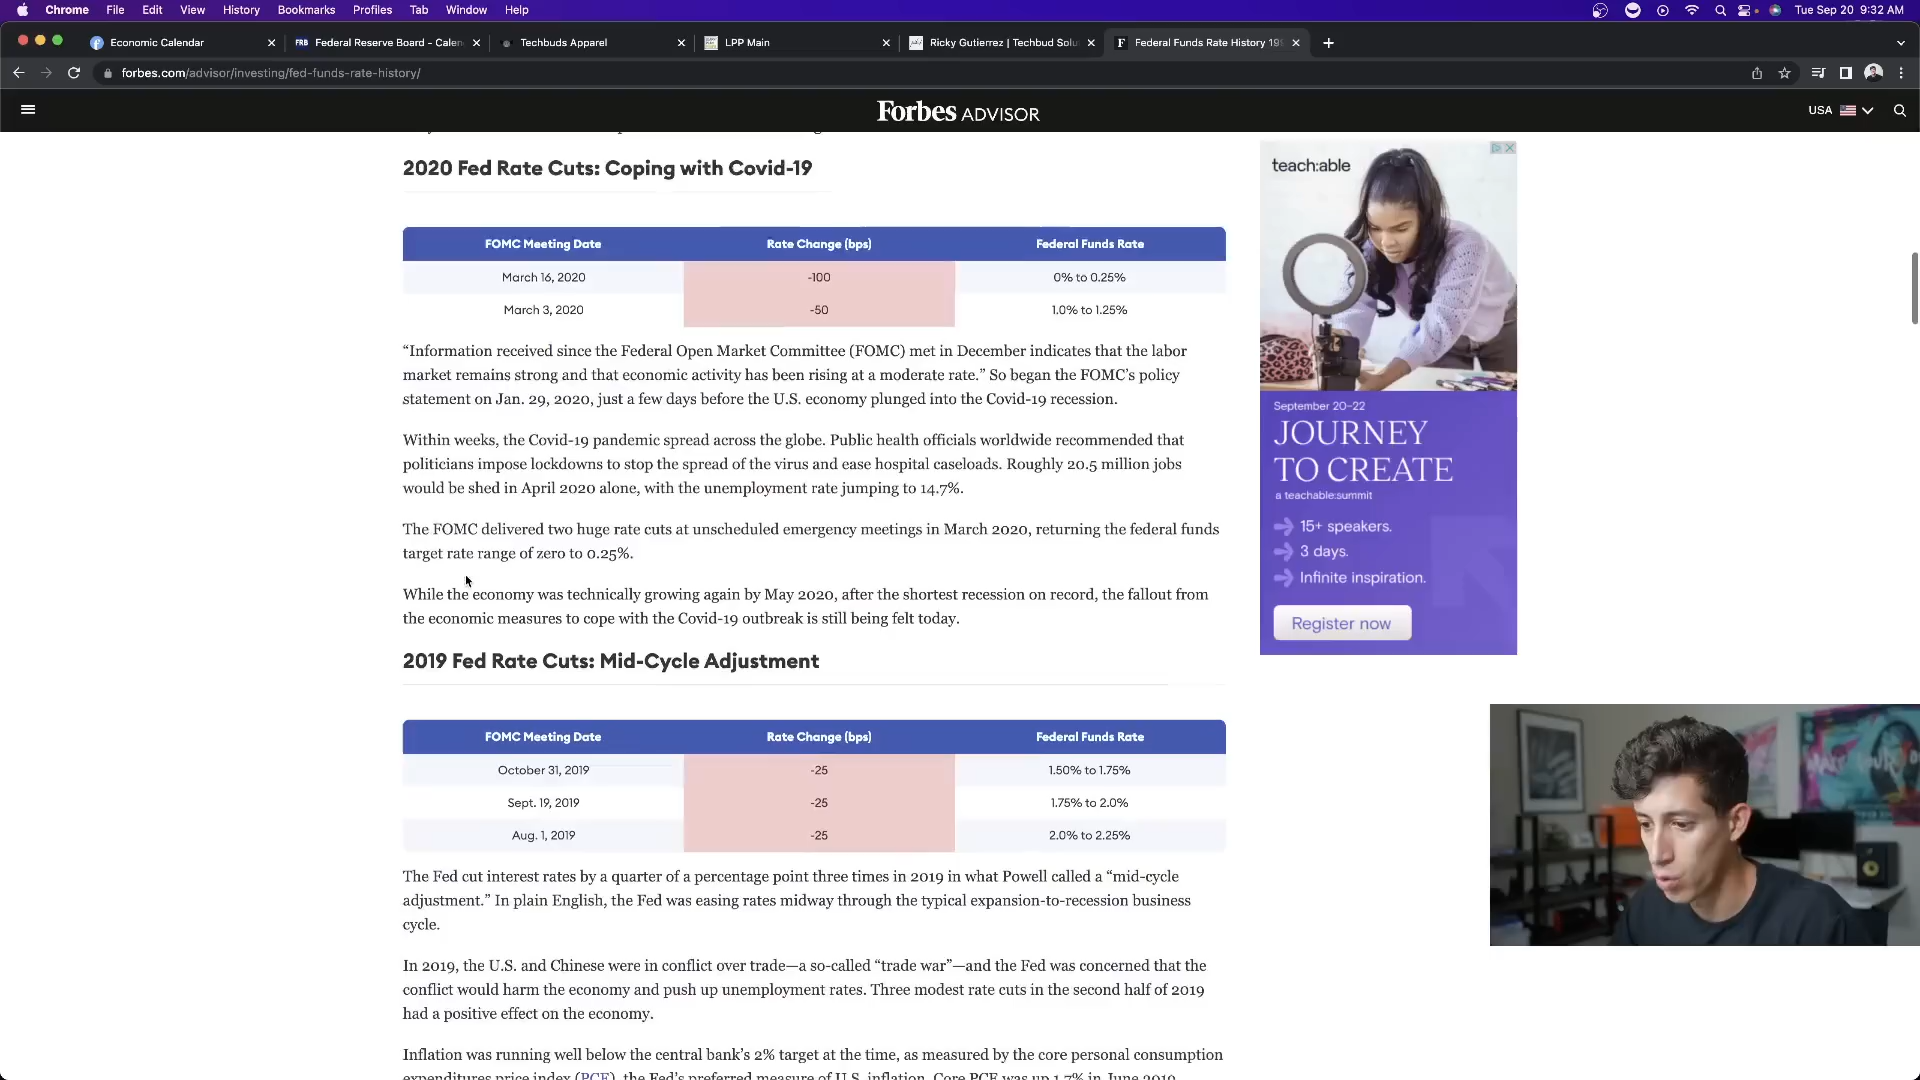 Chrome File Edit View History Bookmarks Profiles Tab Window Help Tue Sep 20 9:32 AM
Economic Calendar FRB Federal Reserve Board - Calen Techbuds Apparel LPP Main Ricky Gutierrez | Techbud Solu F Federal Funds Rate History 19
forbes.com/advisor/investing/fed-funds-rate-history/
Forbes ADVISOR USA
2020 Fed Rate Cuts: Coping with Covid-19
FOMC Meeting Date Rate Change (bps) Federal Funds Rate
March 16, 2020 -100 0% to 0.25%
March 3, 2020 -50 1.0% to 1.25%
“Information received since the Federal Open Market Committee (FOMC) met in December indicates that the labor
market remains strong and that economic activity has been rising at a moderate rate.” So began the FOMC’s policy
statement on Jan. 29, 2020, just a few days before the U.S. economy plunged into the Covid-19 recession.
Within weeks, the Covid-19 pandemic spread across the globe. Public health officials worldwide recommended that
politicians impose lockdowns to stop the spread of the virus and ease hospital caseloads. Roughly 20.5 million jobs
would be shed in April 2020 alone, with the unemployment rate jumping to 14.7%.
The FOMC delivered two huge rate cuts at unscheduled emergency meetings in March 2020, returning the federal funds
target rate range of zero to 0.25%.
While the economy was technically growing again by May 2020, after the shortest recession on record, the fallout from
the economic measures to cope with the Covid-19 outbreak is still being felt today.
2019 Fed Rate Cuts: Mid-Cycle Adjustment
FOMC Meeting Date Rate Change (bps) Federal Funds Rate
October 31, 2019 -25 1.50% to 1.75%
Sept. 19, 2019 -25 1.75% to 2.0%
Aug. 1, 2019 -25 2.0% to 2.25%
The Fed cut interest rates by a quarter of a percentage point three times in 2019 in what Powell called a “mid-cycle
adjustment.” In plain English, the Fed was easing rates midway through the typical expansion-to-recession business
cycle.
In 2019, the U.S. and Chinese were in conflict over trade—a so-called “trade war”—and the Fed was concerned that the
conflict would harm the economy and push up unemployment rates. Three modest rate cuts in the second half of 2019
had a positive effect on the economy.
Inflation was running well below the central bank’s 2% target at the time, as measured by the core personal consumption
expenditures price index (PCE), the Fed’s preferred measure of U.S. inflation. Core PCE was up 1.7% in June 2019
teach:able
September 20–22
JOURNEY
TO CREATE
a teachable:summit
15+ speakers.
3 days.
Infinite inspiration.
Register now